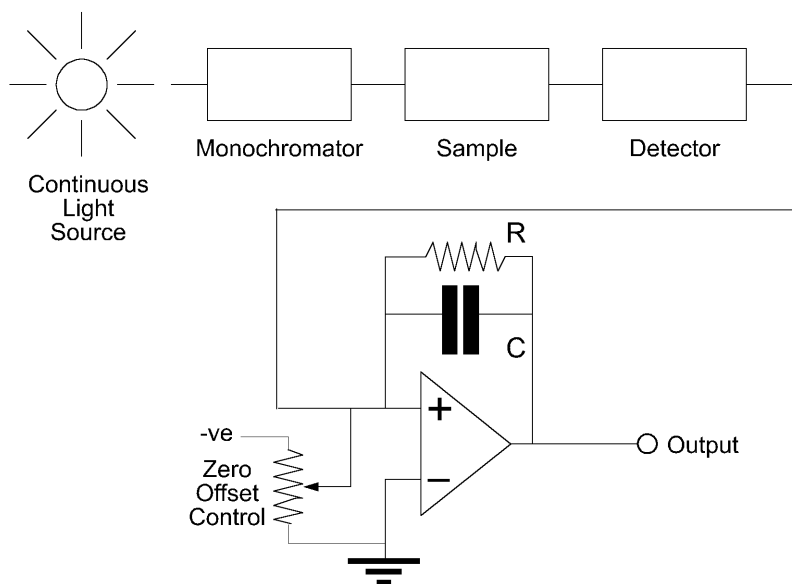 Monochromator
Sample
Detector
Continuous
Light
Source
R
C
+
−
-ve
Zero
Offset
Control
Output